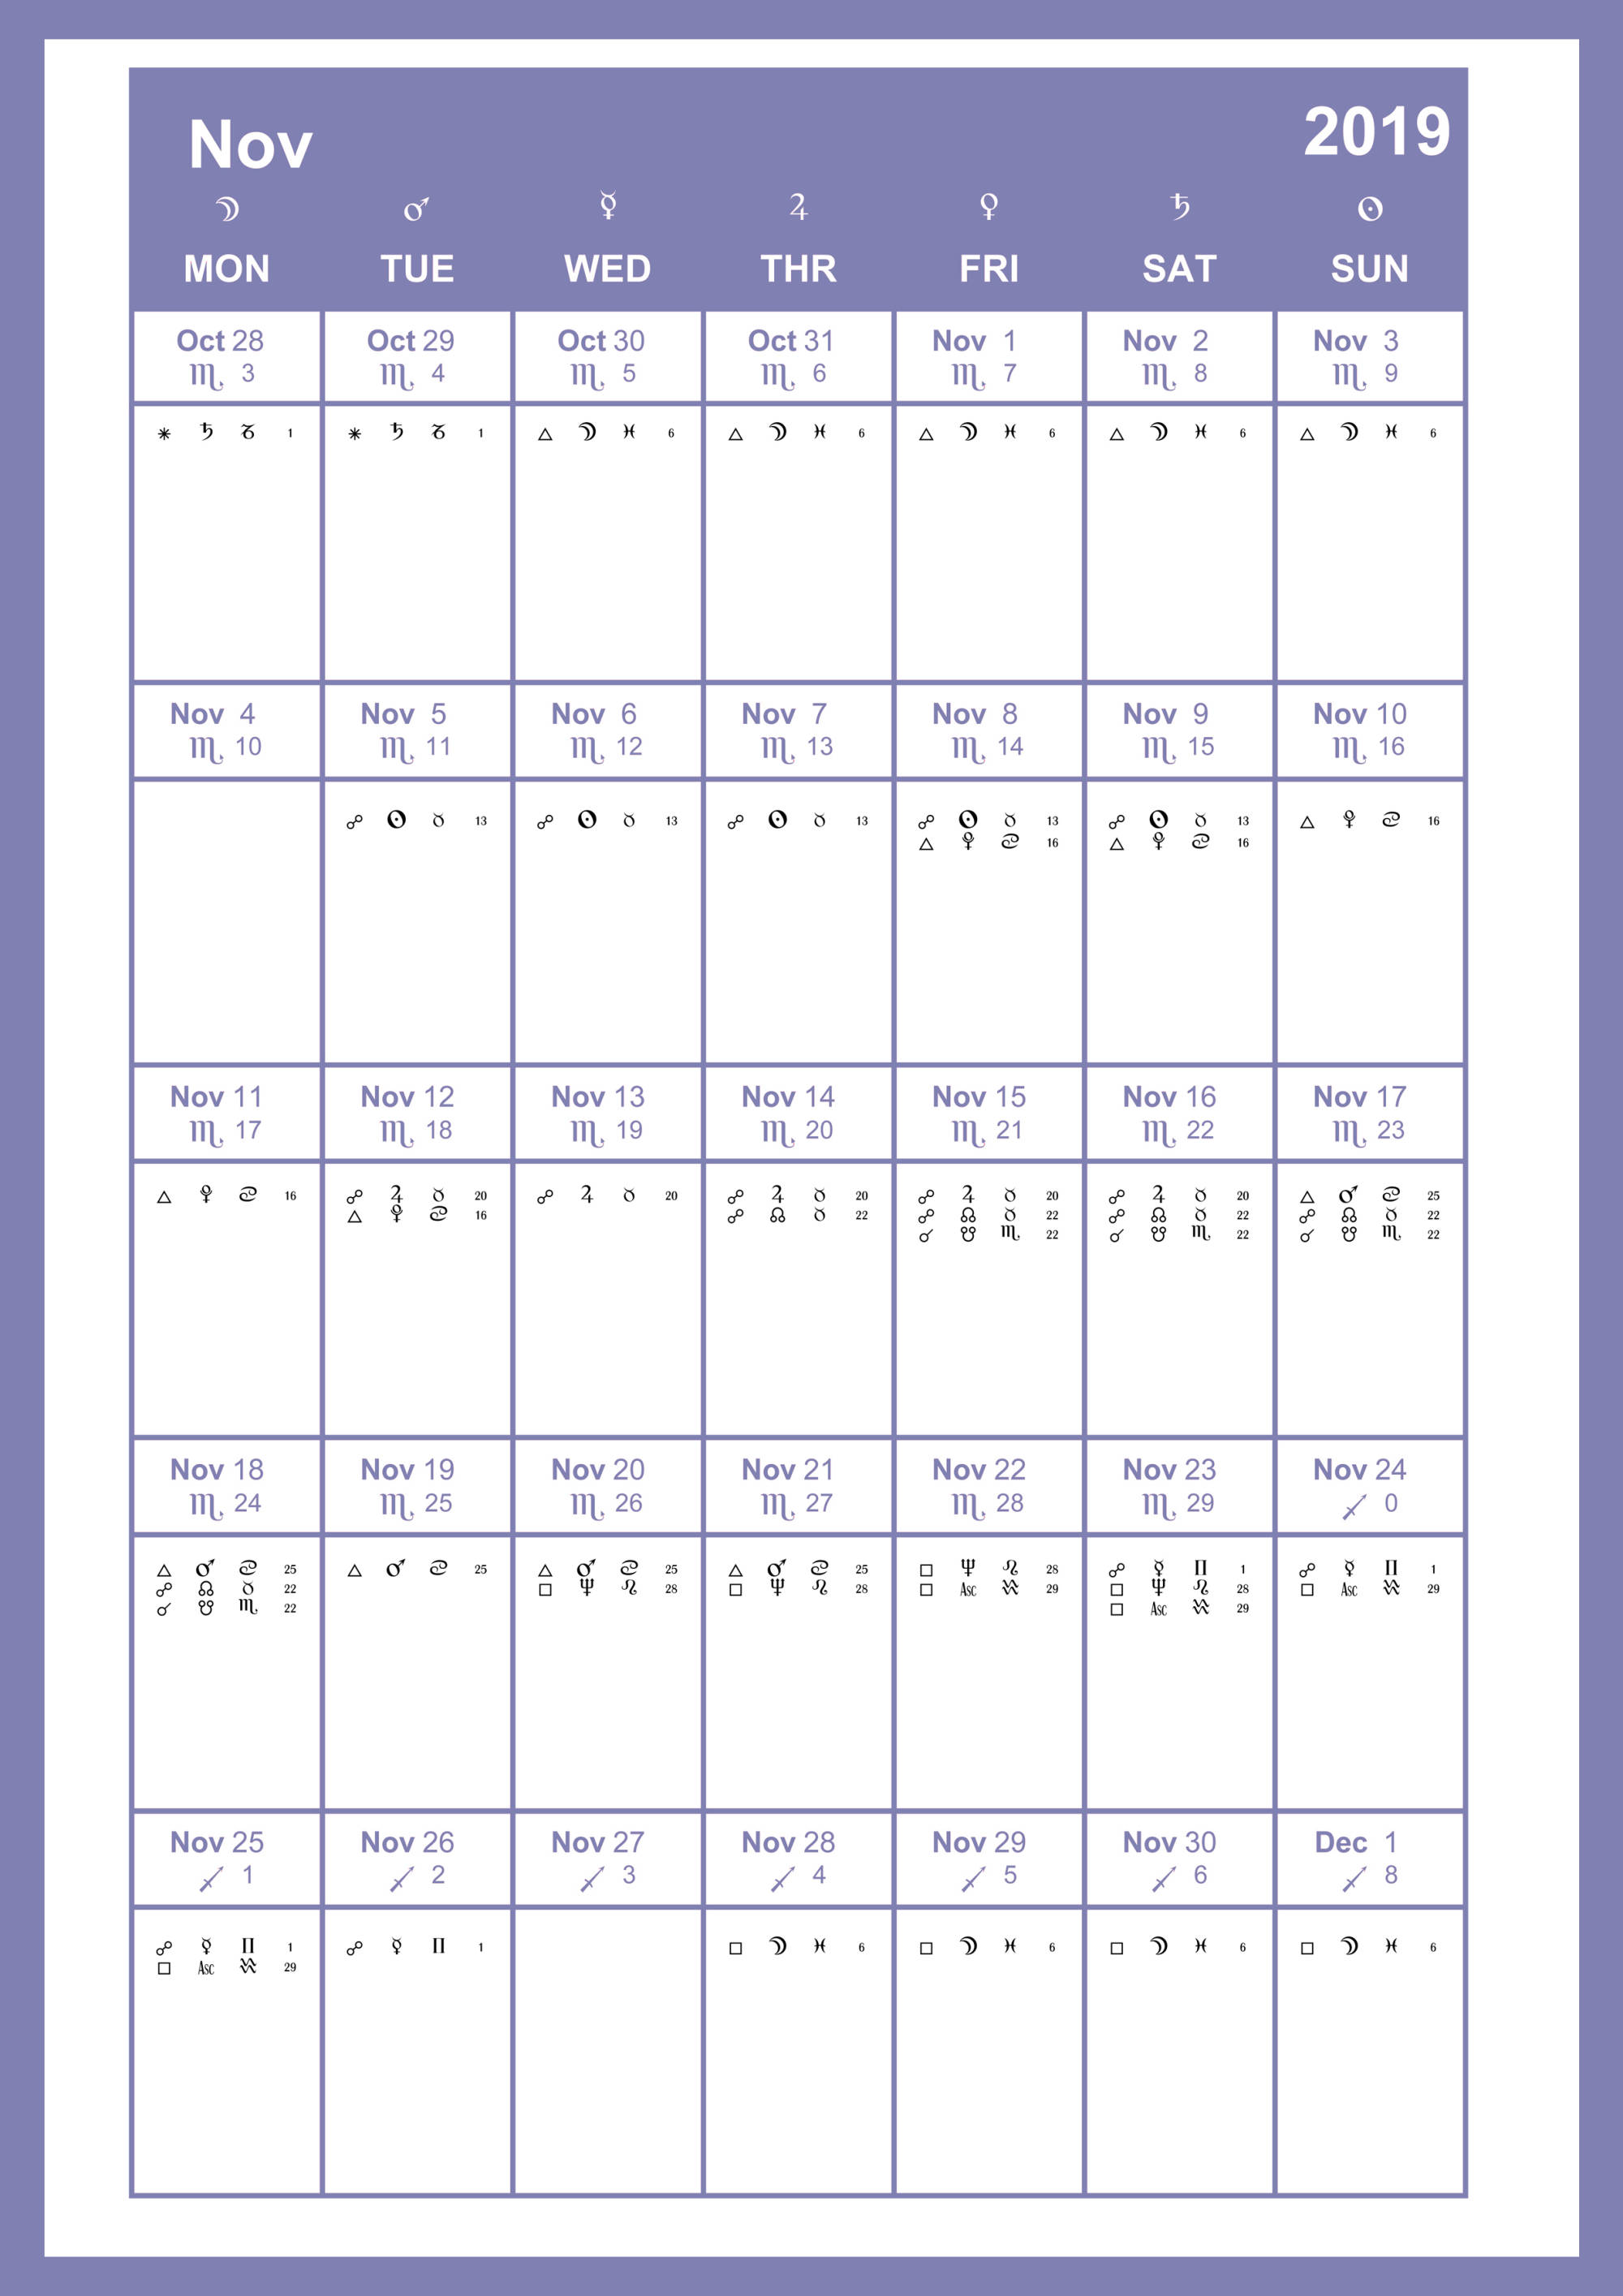 Nov 2019
☽ ♂ ☿ ♃ ♀ ♄ ☉
MON TUE WED THR FRI SAT SUN
Oct 28 Oct 29 Oct 30 Oct 31 Nov 1 Nov 2 Nov 3
♏ 3 ♏ 4 ♏ 5 ♏ 6 ♏ 7 ♏ 8 ♏ 9
⚹ ♄ ♑ 1 ⚹ ♄ ♑ 1 △ ☽ ♓ 6 △ ☽ ♓ 6 △ ☽ ♓ 6 △ ☽ ♓ 6 △ ☽ ♓ 6
Nov 4 Nov 5 Nov 6 Nov 7 Nov 8 Nov 9 Nov 10
♏ 10 ♏ 11 ♏ 12 ♏ 13 ♏ 14 ♏ 15 ♏ 16
☍ ☉ ♉ 13 ☍ ☉ ♉ 13 ☍ ☉ ♉ 13 ☍ ☉ ♉ 13 ☍ ☉ ♉ 13 △ ⚴ ♋ 16
△ ⚴ ♋ 16 △ ⚴ ♋ 16
Nov 11 Nov 12 Nov 13 Nov 14 Nov 15 Nov 16 Nov 17
♏ 17 ♏ 18 ♏ 19 ♏ 20 ♏ 21 ♏ 22 ♏ 23
△ ⚴ ♋ 16 ☍ ♃ ♉ 20 ☍ ♃ ♉ 20 ☍ ♃ ♉ 20 ☍ ♃ ♉ 20 ☍ ♃ ♉ 20 △ ♂ ♋ 25
△ ⚴ ♋ 16 ☍ ☊ ♉ 22 ☍ ☊ ♉ 22 ☍ ☊ ♉ 22 ☍ ☊ ♉ 22
☌ ☋ ♏ 22 ☌ ☋ ♏ 22 ☌ ☋ ♏ 22
Nov 18 Nov 19 Nov 20 Nov 21 Nov 22 Nov 23 Nov 24
♏ 24 ♏ 25 ♏ 26 ♏ 27 ♏ 28 ♏ 29 ♐ 0
△ ♂ ♋ 25 △ ♂ ♋ 25 △ ♂ ♋ 25 △ ♂ ♋ 25 □ ♆ ♌ 28 ☍ ☿ ♊ 1 ☍ ☿ ♊ 1
☍ ☊ ♉ 22 □ ♆ ♌ 28 □ ♆ ♌ 28 □ Asc ♒ 29 □ ♆ ♌ 28 □ Asc ♒ 29
☌ ☋ ♏ 22 □ Asc ♒ 29
Nov 25 Nov 26 Nov 27 Nov 28 Nov 29 Nov 30 Dec 1
♐ 1 ♐ 2 ♐ 3 ♐ 4 ♐ 5 ♐ 6 ♐ 8
☍ ☿ ♊ 1 ☍ ☿ ♊ 1 □ ☽ ♓ 6 □ ☽ ♓ 6 □ ☽ ♓ 6 □ ☽ ♓ 6
□ Asc ♒ 29